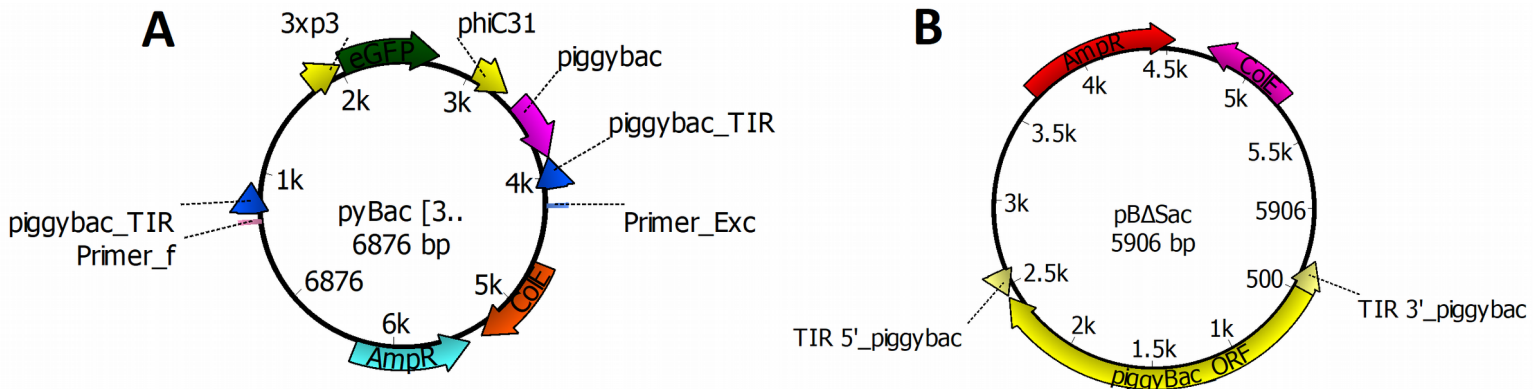 A
3xp3
eGFP
phiC31
piggybac
piggybac_TIR
2k
3k
1k
4k
piggybac_TIR
Primer_f
pyBac [3..
6876 bp
Primer_Exc
6876
5k
ColE
6k
AmpR
B
AmpR
4.5k
ColE
4k
5k
3.5k
5.5k
3k
pBΔSac
5906 bp
5906
2.5k
500
TIR 3'_piggybac
TIR 5'_piggybac
2k
1k
1.5k
piggyBac ORF